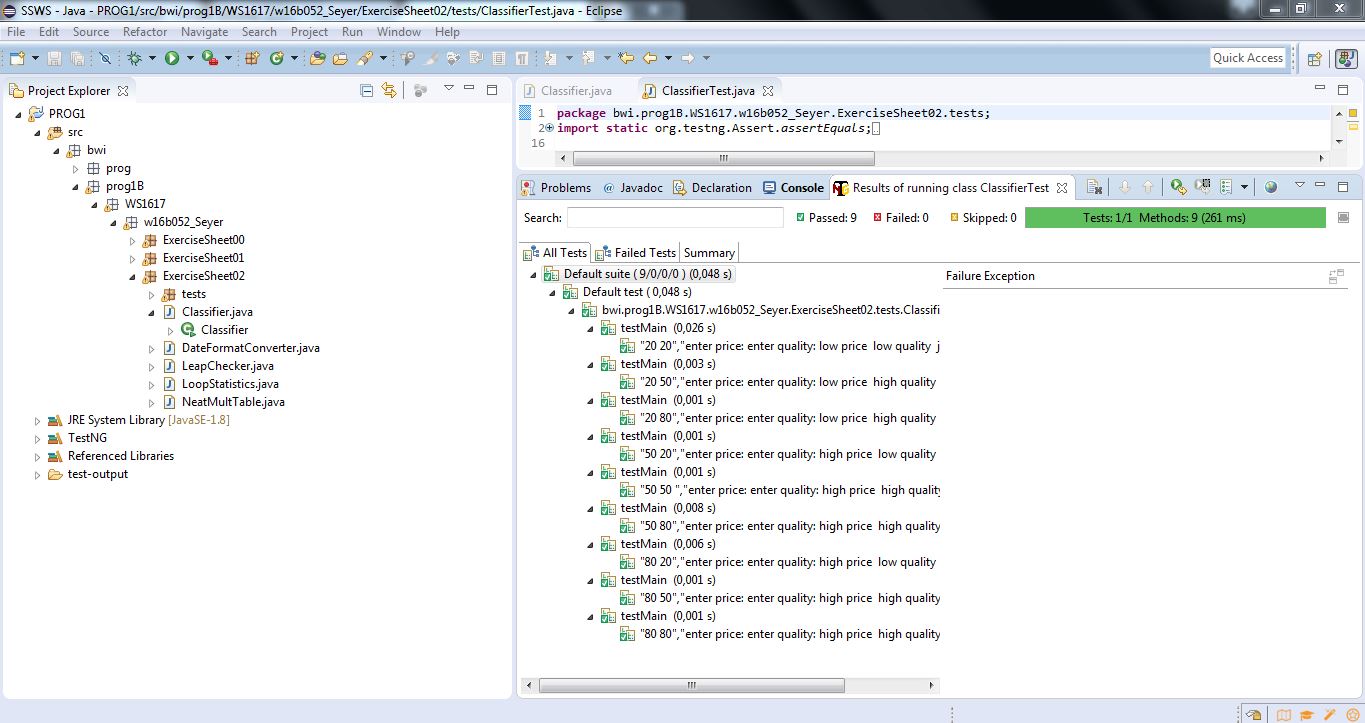 SSWS - Java - PROG1/src/bwi/prog1B/WS1617/w16b052_Seyer/ExerciseSheet02/tests/ClassifierTest.java - Eclipse
File Edit Source Refactor Navigate Search Project Run Window Help
Quick Access
Project Explorer
PROG1
src
bwi
prog
prog1B
WS1617
w16b052_Seyer
ExerciseSheet00
ExerciseSheet01
ExerciseSheet02
tests
Classifier.java
Classifier
DateFormatConverter.java
LeapChecker.java
LoopStatistics.java
NeatMultTable.java
JRE System Library [JavaSE-1.8]
TestNG
Referenced Libraries
test-output
Classifier.java ClassifierTest.java
1 package bwi.prog1B.WS1617.w16b052_Seyer.ExerciseSheet02.tests;
2 import static org.testng.Assert.assertEquals;
16
Problems @ Javadoc Declaration Console Results of running class ClassifierTest
Search: Passed: 9 Failed: 0 Skipped: 0 Tests: 1/1 Methods: 9 (261 ms)
All Tests Failed Tests Summary
Default suite ( 9/0/0/0 ) (0,048 s)
Default test ( 0,048 s)
bwi.prog1B.WS1617.w16b052_Seyer.ExerciseSheet02.tests.Classifi
testMain (0,026 s)
"20 20","enter price: enter quality: low price low quality j
testMain (0,003 s)
"20 50","enter price: enter quality: low price high quality
testMain (0,001 s)
"20 80","enter price: enter quality: low price high quality
testMain (0,001 s)
"50 20","enter price: enter quality: high price low quality
testMain (0,001 s)
"50 50 ","enter price: enter quality: high price high quality
testMain (0,008 s)
"50 80","enter price: enter quality: high price high quality
testMain (0,006 s)
"80 20","enter price: enter quality: high price low quality
testMain (0,001 s)
"80 50","enter price: enter quality: high price high quality
testMain (0,001 s)
"80 80","enter price: enter quality: high price high quality
Failure Exception